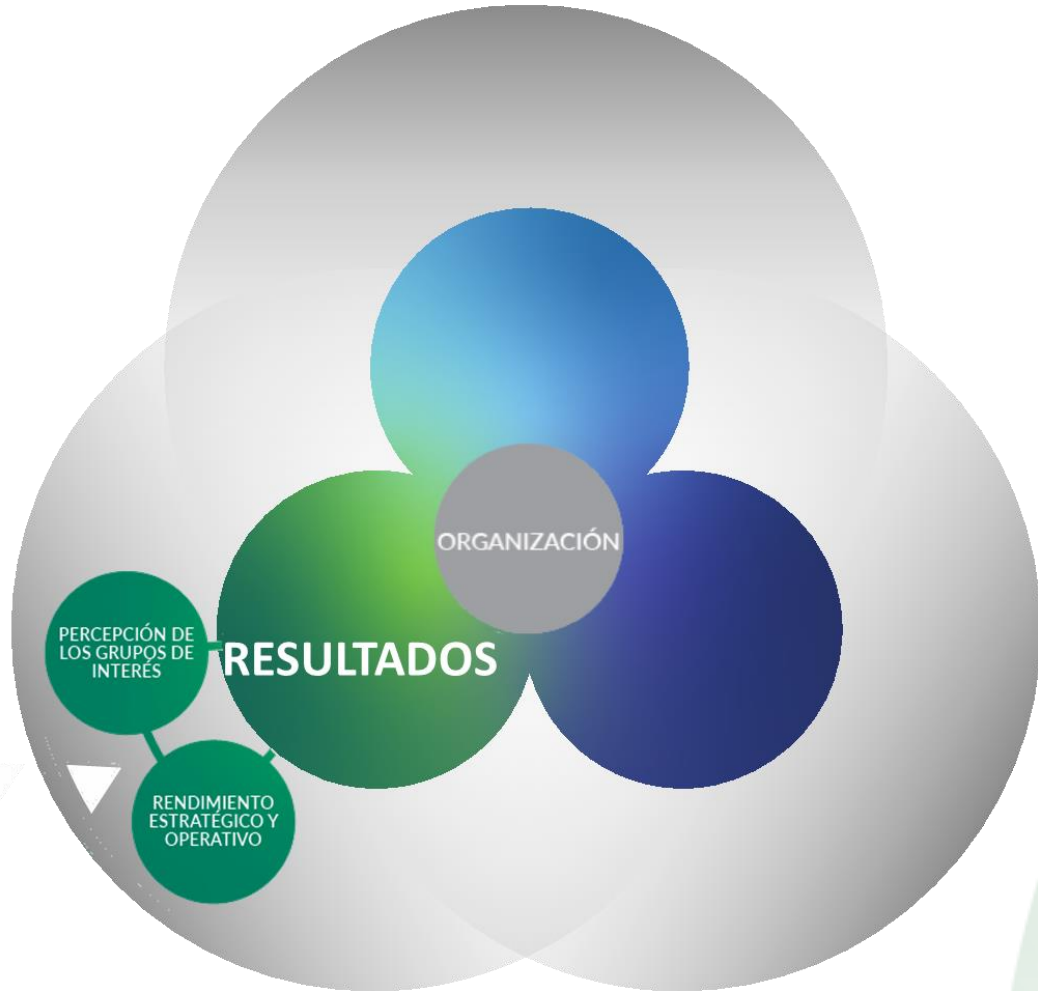 ORGANIZACIÓN
PERCEPCIÓN DE
LOS GRUPOS DE
INTERÉS
RESULTADOS
RENDIMIENTO
ESTRATÉGICO Y
OPERATIVO